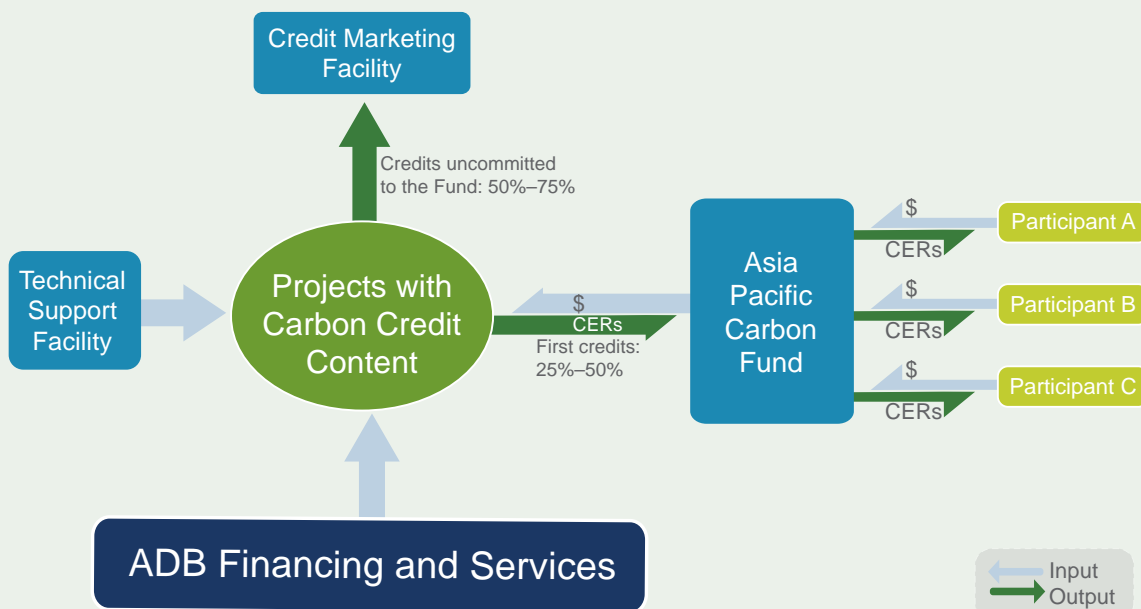 Credit Marketing
Facility
Credits uncommitted
to the Fund: 50%–75%
Technical
Support
Facility
Projects with
Carbon Credit
Content
$
CERs
First credits:
25%–50%
Asia
Pacific
Carbon
Fund
$
CERs
Participant A
$
CERs
Participant B
$
CERs
Participant C
ADB Financing and Services
Input
Output